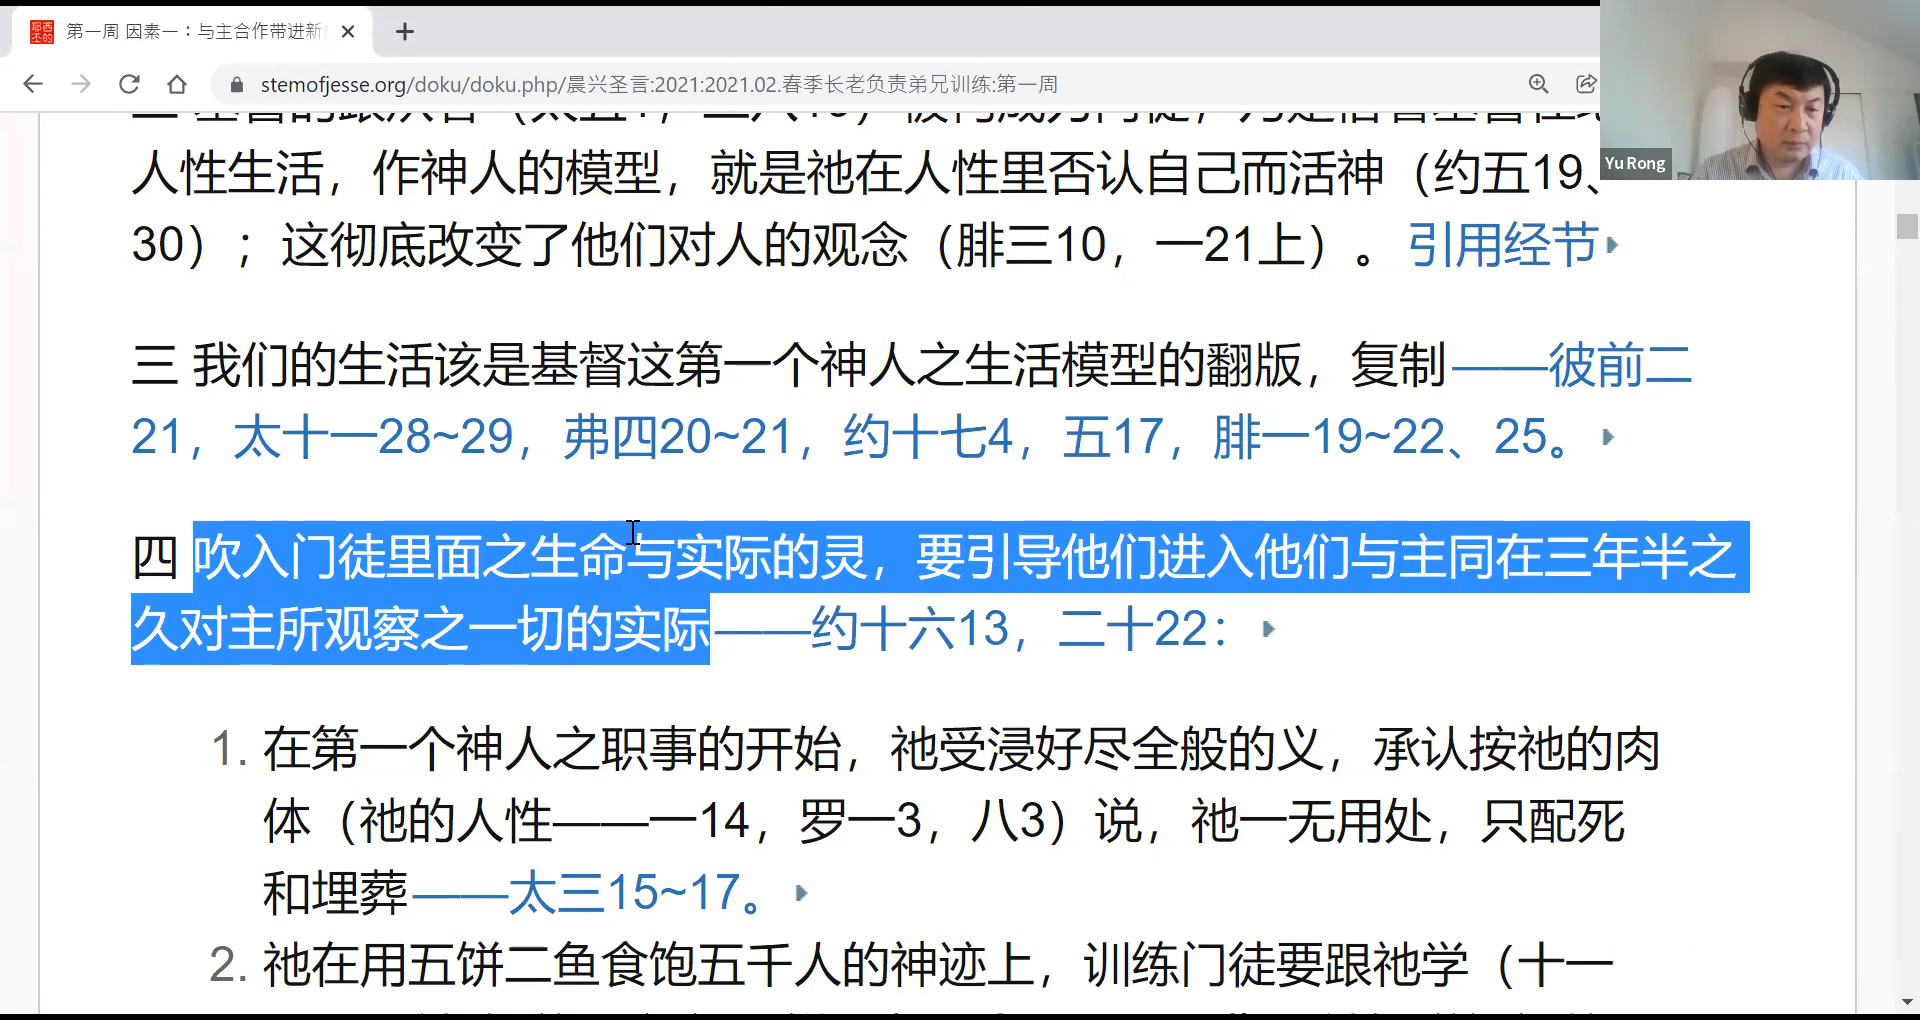 第一周 因素一：与主合作带进新
stemofjesse.org/doku/doku.php/晨兴圣言:2021:2021.02.春季长老负责弟兄训练:第一周
Yu Rong
人性生活，作神人的模型，就是祂在人性里否认自己而活神（约五19、
30）；这彻底改变了他们对人的观念（腓三10，一21上）。引用经节
三 我们的生活该是基督这第一个神人之生活模型的翻版，复制——彼前二
21，太十一28~29，弗四20~21，约十七4，五17，腓一19~22、25。
四 吹入门徒里面之生命与实际的灵，要引导他们进入他们与主同在三年半之
久对主所观察之一切的实际——约十六13，二十22：
1. 在第一个神人之职事的开始，祂受浸好尽全般的义，承认按祂的肉
体（祂的人性——一14，罗一3，八3）说，祂一无用处，只配死
和埋葬——太三15~17。
2. 祂在用五饼二鱼食饱五千人的神迹上，训练门徒要跟祂学（十一